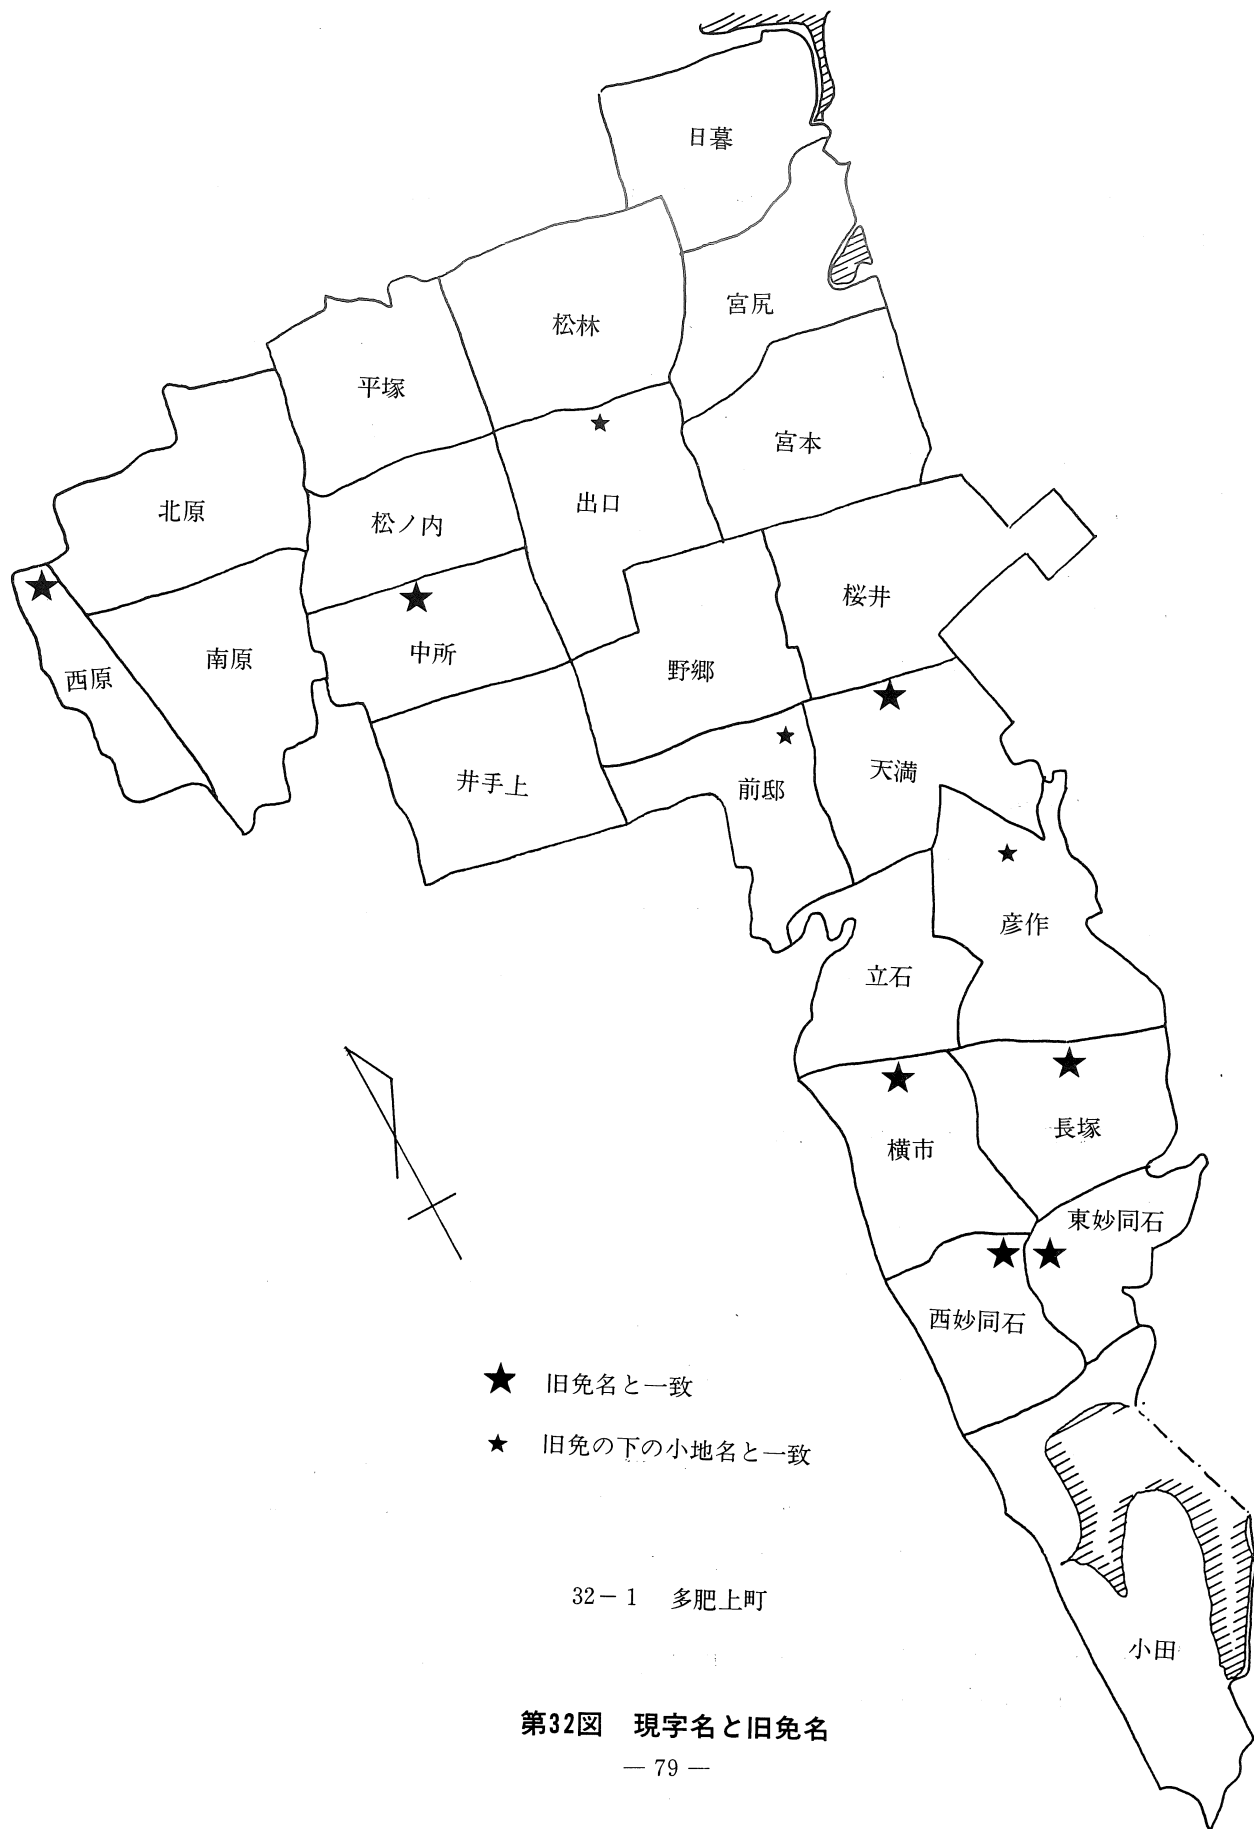 日暮
宮尻
松林
平塚
宮本
出口
北原
松ノ内
桜井
中所
南原
野郷
西原
天満
井手上
前邸
彦作
立石
長塚
横市
東妙同石
西妙同石
★ 旧免名と一致
★ 旧免の下の小地名と一致
32-1 多肥上町
小田
第32図 現字名と旧免名
— 79 —